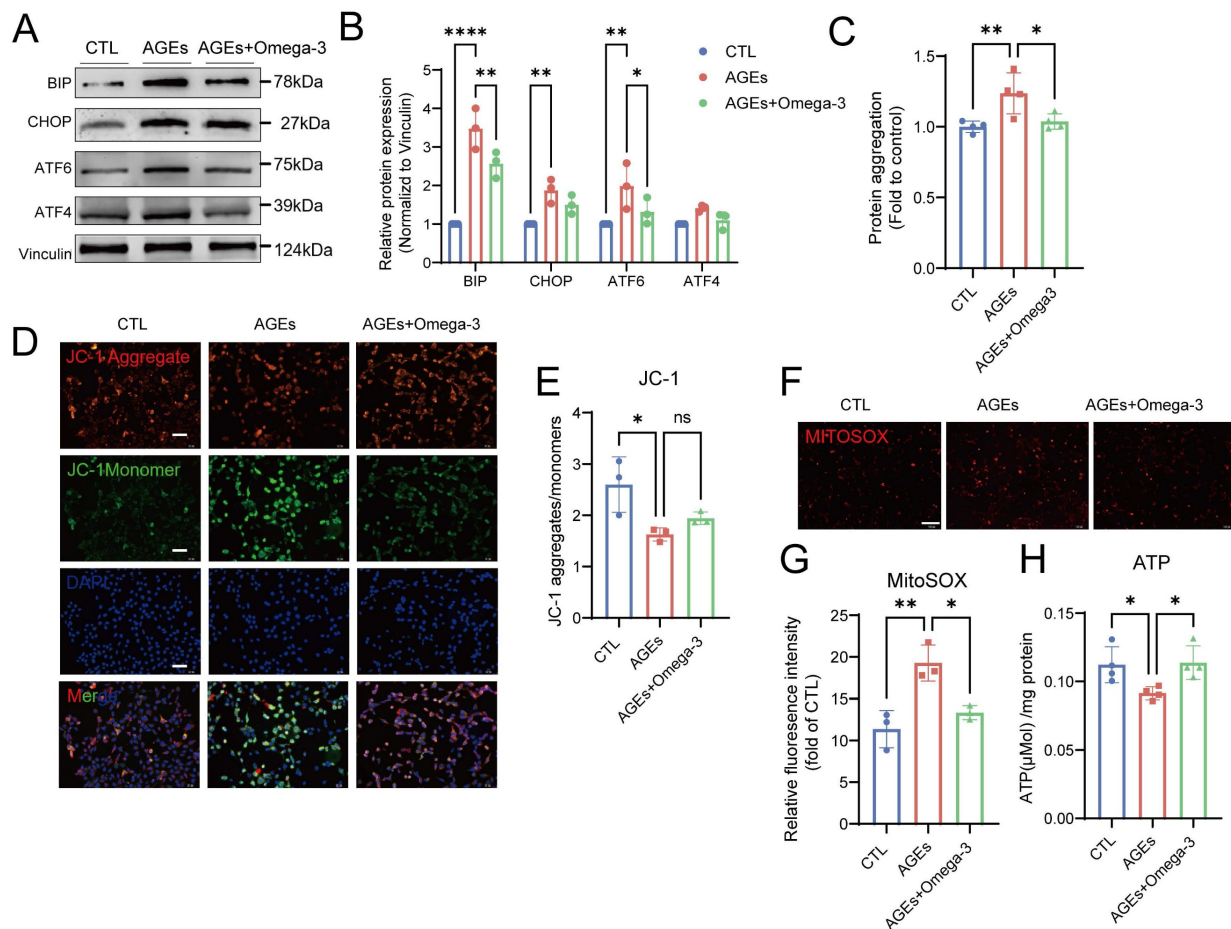 A
CTL AGEs AGEs+Omega-3
BIP 78kDa
CHOP 27kDa
ATF6 75kDa
ATF4 39kDa
Vinculin 124kDa
B
Relative protein expression
(Normalizd to Vinculin)
5
4
3
2
1
0
**** ** ** ** *
BIP CHOP ATF6 ATF4
CTL
AGEs
AGEs+Omega-3
C
Protein aggregation
(Fold to control)
1.5
1.0
0.5
0.0
** *
CTL
AGEs
AGEs+Omega3
D
CTL AGEs AGEs+Omega-3
JC-1 Aggregate
JC-1Monomer
DAPI
Merge
E
JC-1
JC-1 aggregates/monomers
4
3
2
1
0
* ns
CTL
AGEs
AGEs+Omega-3
F
CTL AGEs AGEs+Omega-3
MITOSOX
G
MitoSOX
Relative fluorescence intensity
(fold of CTL)
25
20
15
10
5
0
** *
CTL
AGEs
AGEs+Omega-3
H
ATP
ATP(μMol) /mg protein
0.15
0.10
0.05
0.00
* *
CTL
AGEs
AGEs+Omega-3